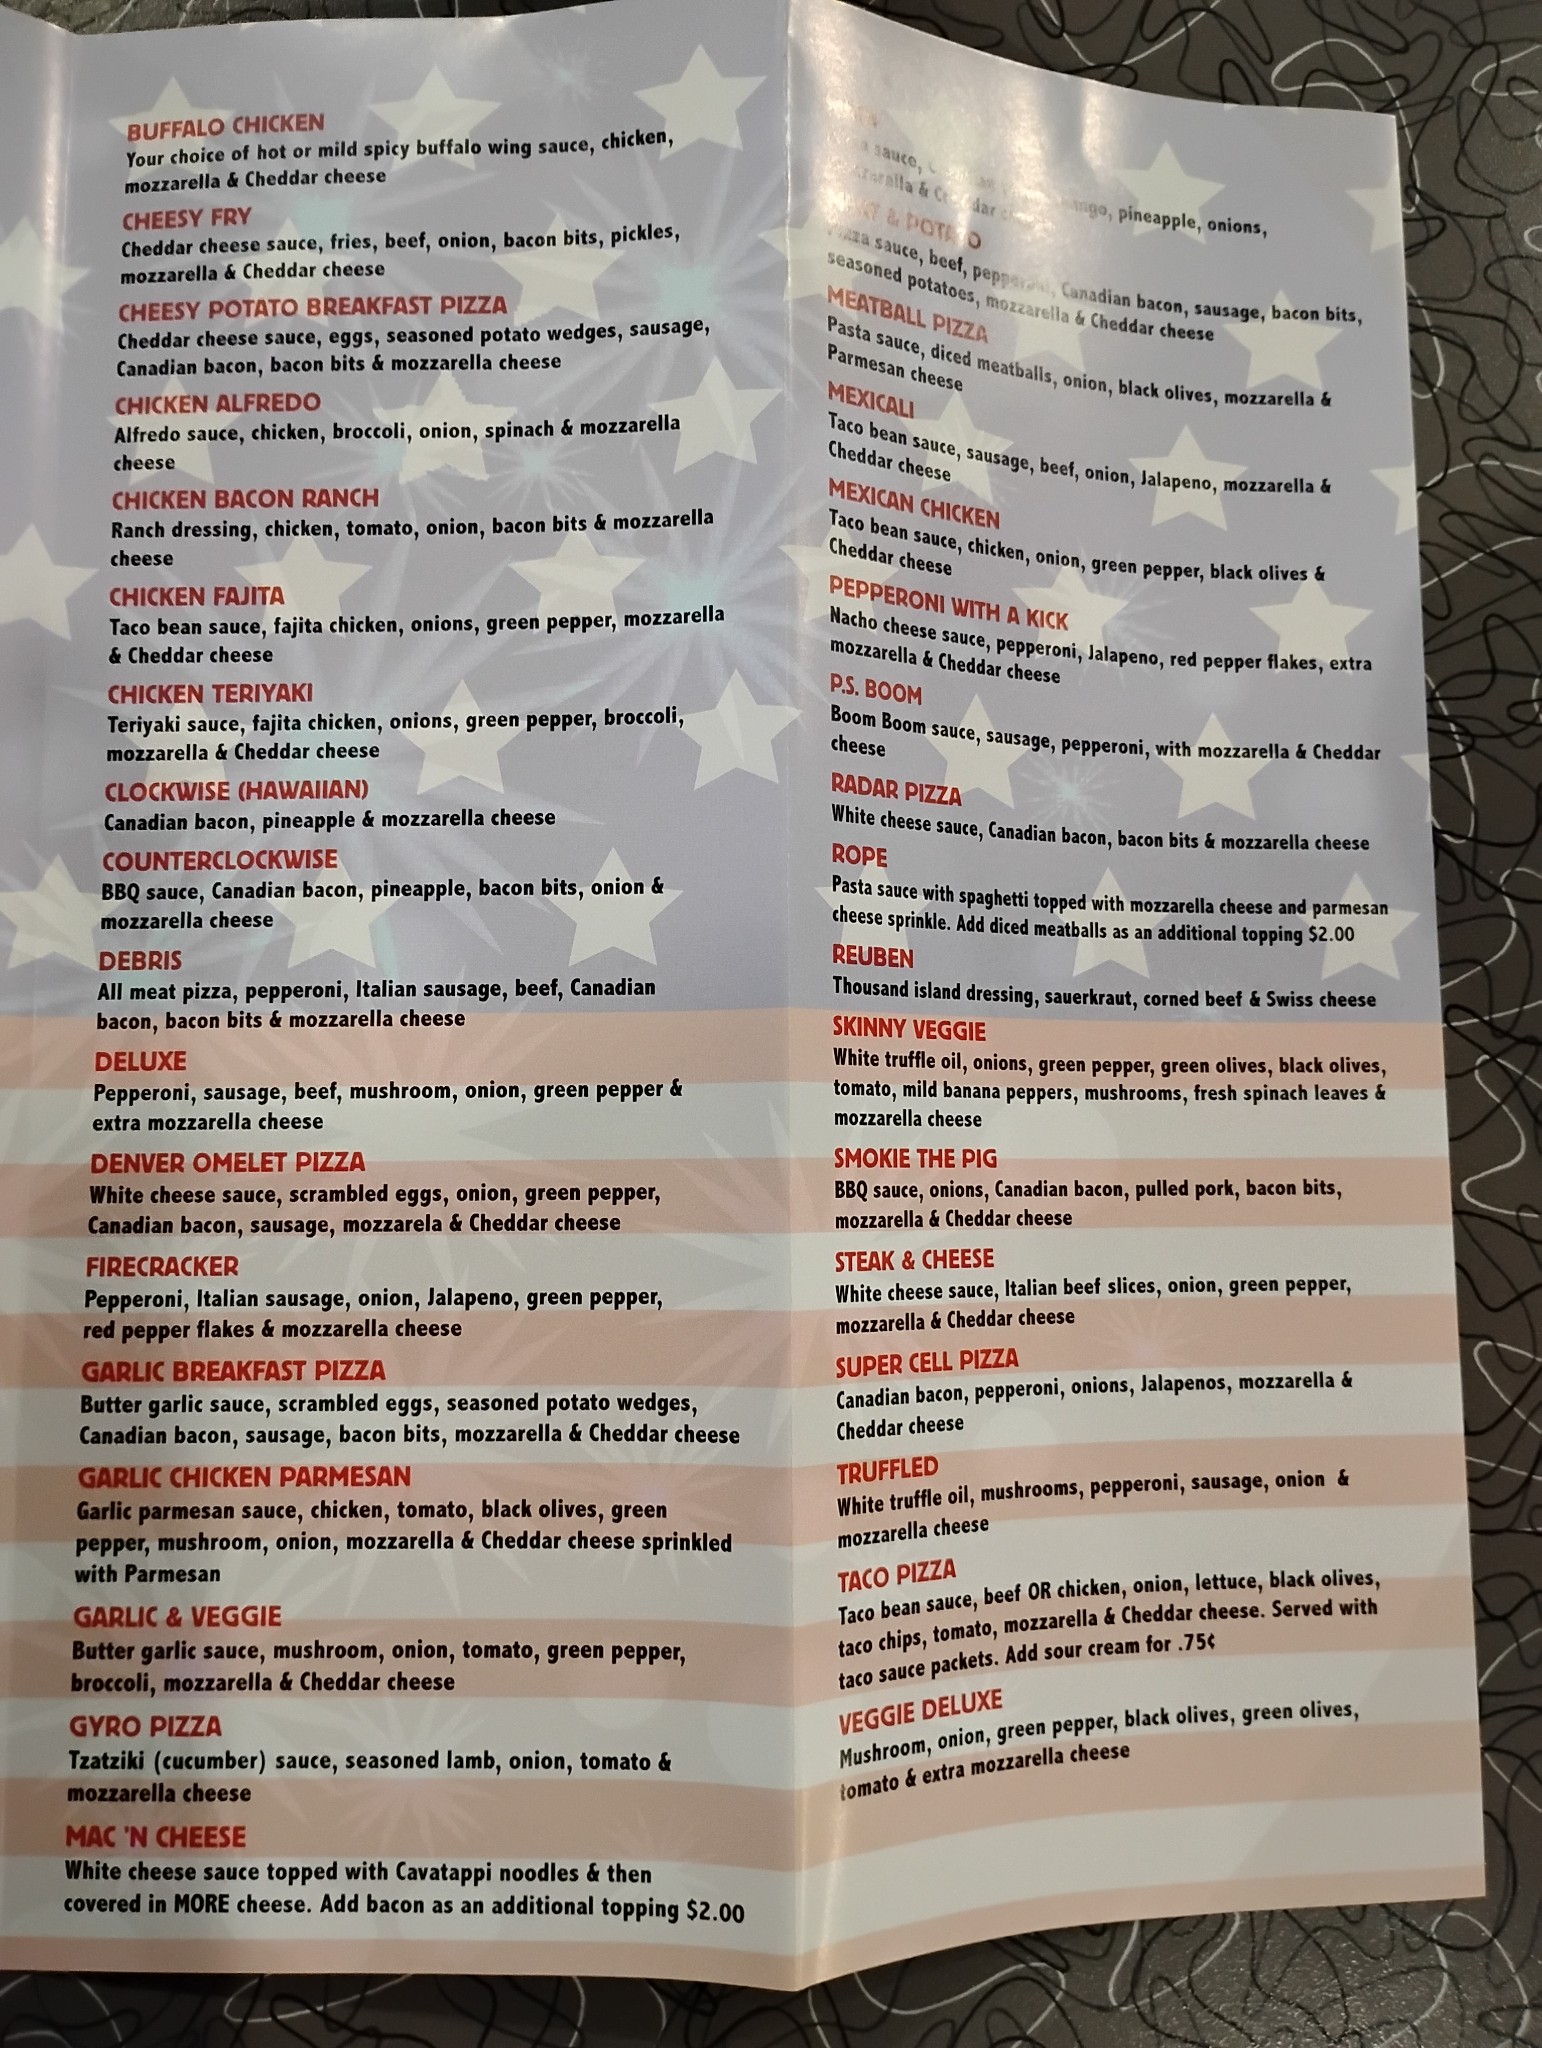 BUFFALO CHICKEN
Your choice of hot or mild spicy buffalo wing sauce, chicken,
mozzarella & Cheddar cheese
CHEESY FRY
Cheddar cheese sauce, fries, beef, onion, bacon bits, pickles,
mozzarella & Cheddar cheese
CHEESY POTATO BREAKFAST PIZZA
Cheddar cheese sauce, eggs, seasoned potato wedges, sausage,
Canadian bacon, bacon bits & mozzarella cheese
CHICKEN ALFREDO
Alfredo sauce, chicken, broccoli, onion, spinach & mozzarella
cheese
CHICKEN BACON RANCH
Ranch dressing, chicken, tomato, onion, bacon bits & mozzarella
cheese
CHICKEN FAJITA
Taco bean sauce, fajita chicken, onions, green pepper, mozzarella
& Cheddar cheese
CHICKEN TERIYAKI
Teriyaki sauce, fajita chicken, onions, green pepper, broccoli,
mozzarella & Cheddar cheese
CLOCKWISE (HAWAIIAN)
Canadian bacon, pineapple & mozzarella cheese
COUNTERCLOCKWISE
BBQ sauce, Canadian bacon, pineapple, bacon bits, onion &
mozzarella cheese
DEBRIS
All meat pizza, pepperoni, Italian sausage, beef, Canadian
bacon, bacon bits & mozzarella cheese
DELUXE
Pepperoni, sausage, beef, mushroom, onion, green pepper &
extra mozzarella cheese
DENVER OMELET PIZZA
White cheese sauce, scrambled eggs, onion, green pepper,
Canadian bacon, sausage, mozzarela & Cheddar cheese
FIRECRACKER
Pepperoni, Italian sausage, onion, Jalapeno, green pepper,
red pepper flakes & mozzarella cheese
GARLIC BREAKFAST PIZZA
Butter garlic sauce, scrambled eggs, seasoned potato wedges,
Canadian bacon, sausage, bacon bits, mozzarella & Cheddar cheese
GARLIC CHICKEN PARMESAN
Garlic parmesan sauce, chicken, tomato, black olives, green
pepper, mushroom, onion, mozzarella & Cheddar cheese sprinkled
with Parmesan
GARLIC & VEGGIE
Butter garlic sauce, mushroom, onion, tomato, green pepper,
broccoli, mozzarella & Cheddar cheese
GYRO PIZZA
Tzatziki (cucumber) sauce, seasoned lamb, onion, tomato &
mozzarella cheese
MAC 'N CHEESE
White cheese sauce topped with Cavatappi noodles & then
covered in MORE cheese. Add bacon as an additional topping $2.00
sauce, pineapple, onions,
mozzarella & Cheddar
& POTATO
Pizza sauce, beef, pepperoni, Canadian bacon, sausage, bacon bits,
seasoned potatoes, mozzarella & Cheddar cheese
MEATBALL PIZZA
Pasta sauce, diced meatballs, onion, black olives, mozzarella &
Parmesan cheese
MEXICALI
Taco bean sauce, sausage, beef, onion, Jalapeno, mozzarella &
Cheddar cheese
MEXICAN CHICKEN
Taco bean sauce, chicken, onion, green pepper, black olives &
Cheddar cheese
PEPPERONI WITH A KICK
Nacho cheese sauce, pepperoni, Jalapeno, red pepper flakes, extra
mozzarella & Cheddar cheese
P.S. BOOM
Boom Boom sauce, sausage, pepperoni, with mozzarella & Cheddar
cheese
RADAR PIZZA
White cheese sauce, Canadian bacon, bacon bits & mozzarella cheese
ROPE
Pasta sauce with spaghetti topped with mozzarella cheese and parmesan
cheese sprinkle. Add diced meatballs as an additional topping $2.00
REUBEN
Thousand island dressing, sauerkraut, corned beef & Swiss cheese
SKINNY VEGGIE
White truffle oil, onions, green pepper, green olives, black olives,
tomato, mild banana peppers, mushrooms, fresh spinach leaves &
mozzarella cheese
SMOKIE THE PIG
BBQ sauce, onions, Canadian bacon, pulled pork, bacon bits,
mozzarella & Cheddar cheese
STEAK & CHEESE
White cheese sauce, Italian beef slices, onion, green pepper,
mozzarella & Cheddar cheese
SUPER CELL PIZZA
Canadian bacon, pepperoni, onions, Jalapenos, mozzarella &
Cheddar cheese
TRUFFLED
White truffle oil, mushrooms, pepperoni, sausage, onion &
mozzarella cheese
TACO PIZZA
Taco bean sauce, beef OR chicken, onion, lettuce, black olives,
taco chips, tomato, mozzarella & Cheddar cheese. Served with
taco sauce packets. Add sour cream for .75¢
VEGGIE DELUXE
Mushroom, onion, green pepper, black olives, green olives,
tomato & extra mozzarella cheese